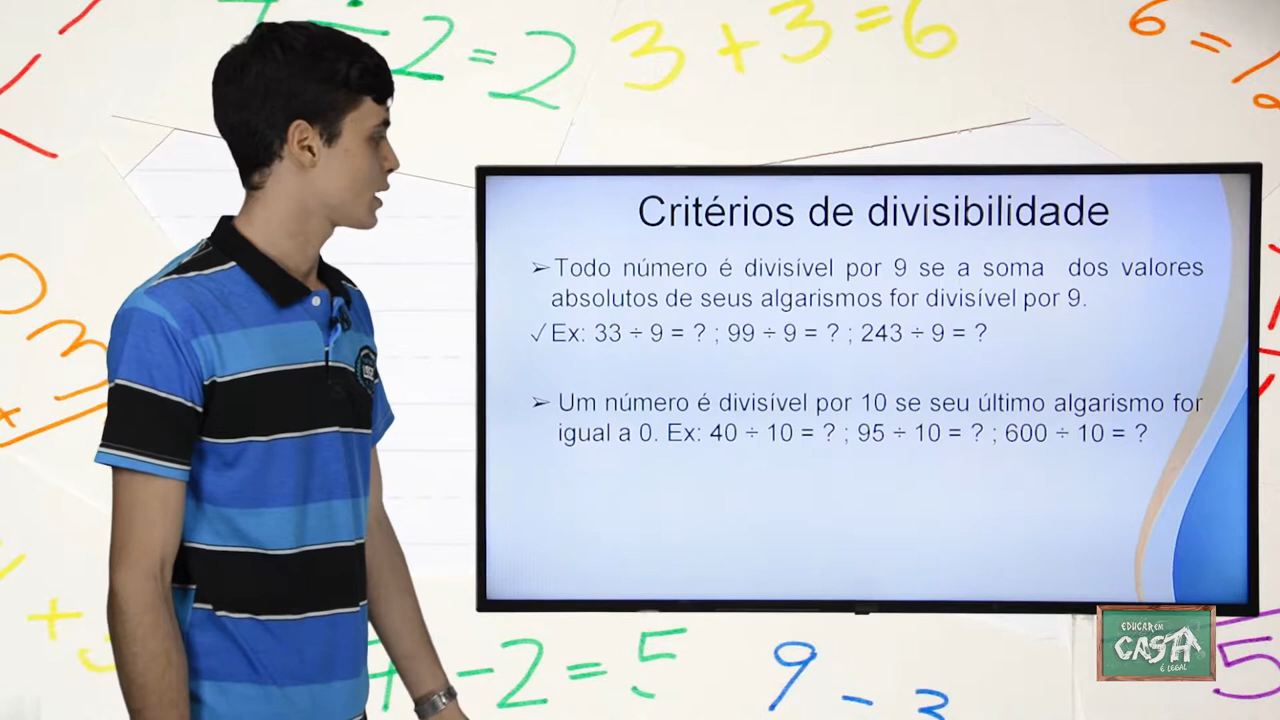 2 = 2
3 + 3 = 6
6 =
Critérios de divisibilidade
➢Todo número é divisível por 9 se a soma dos valores
absolutos de seus algarismos for divisível por 9.
✓Ex: 33 ÷ 9 = ? ; 99 ÷ 9 = ? ; 243 ÷ 9 = ?
➢ Um número é divisível por 10 se seu último algarismo for
igual a 0. Ex: 40 ÷ 10 = ? ; 95 ÷ 10 = ? ; 600 ÷ 10 = ?
EDUCAR EM
CASA
É LEGAL
- 2 = 5
9 - 3
5